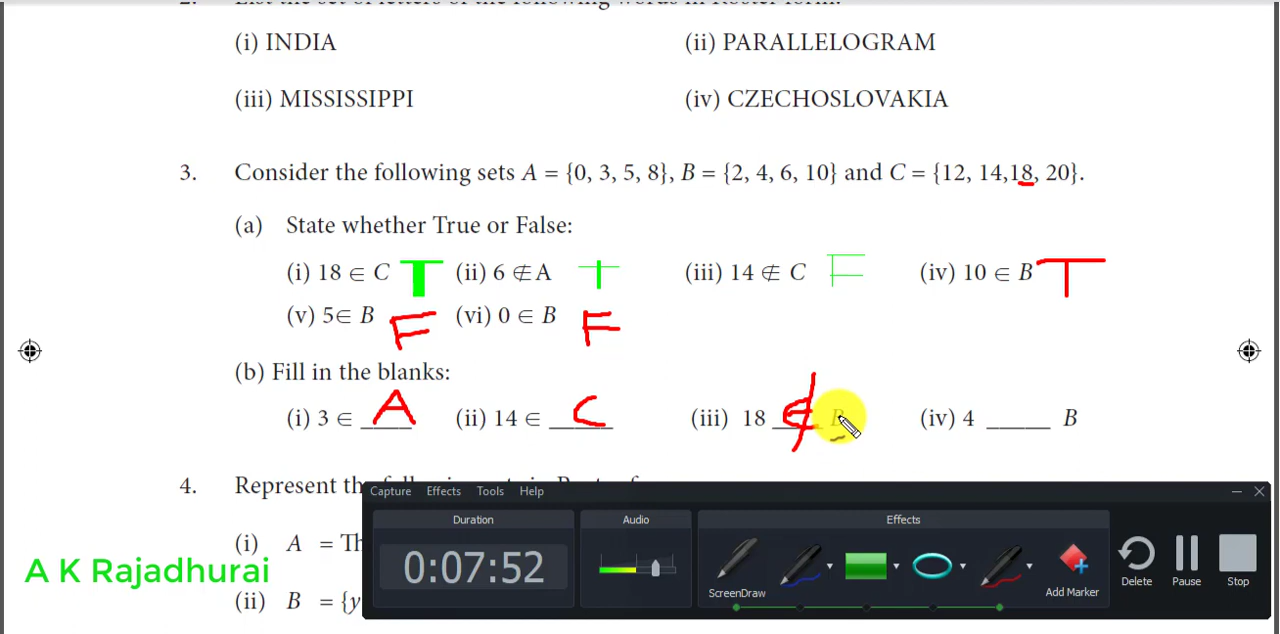 (i) INDIA (ii) PARALLELOGRAM
(iii) MISSISSIPPI (iv) CZECHOSLOVAKIA
3. Consider the following sets A = {0, 3, 5, 8}, B = {2, 4, 6, 10} and C = {12, 14,18, 20}.
(a) State whether True or False:
(i) 18 ∈ C T (ii) 6 ∉ A T (iii) 14 ∉ C F (iv) 10 ∈ B T
(v) 5∈ B F (vi) 0 ∈ B F
(b) Fill in the blanks:
(i) 3 ∈ A (ii) 14 ∈ C (iii) 18 ∉ B (iv) 4 _____ B
4. Represent
(i) A =
(ii) B = {y
Capture Effects Tools Help
Duration Audio Effects
0:07:52
ScreenDraw Add Marker Delete Pause Stop
A K Rajadhurai